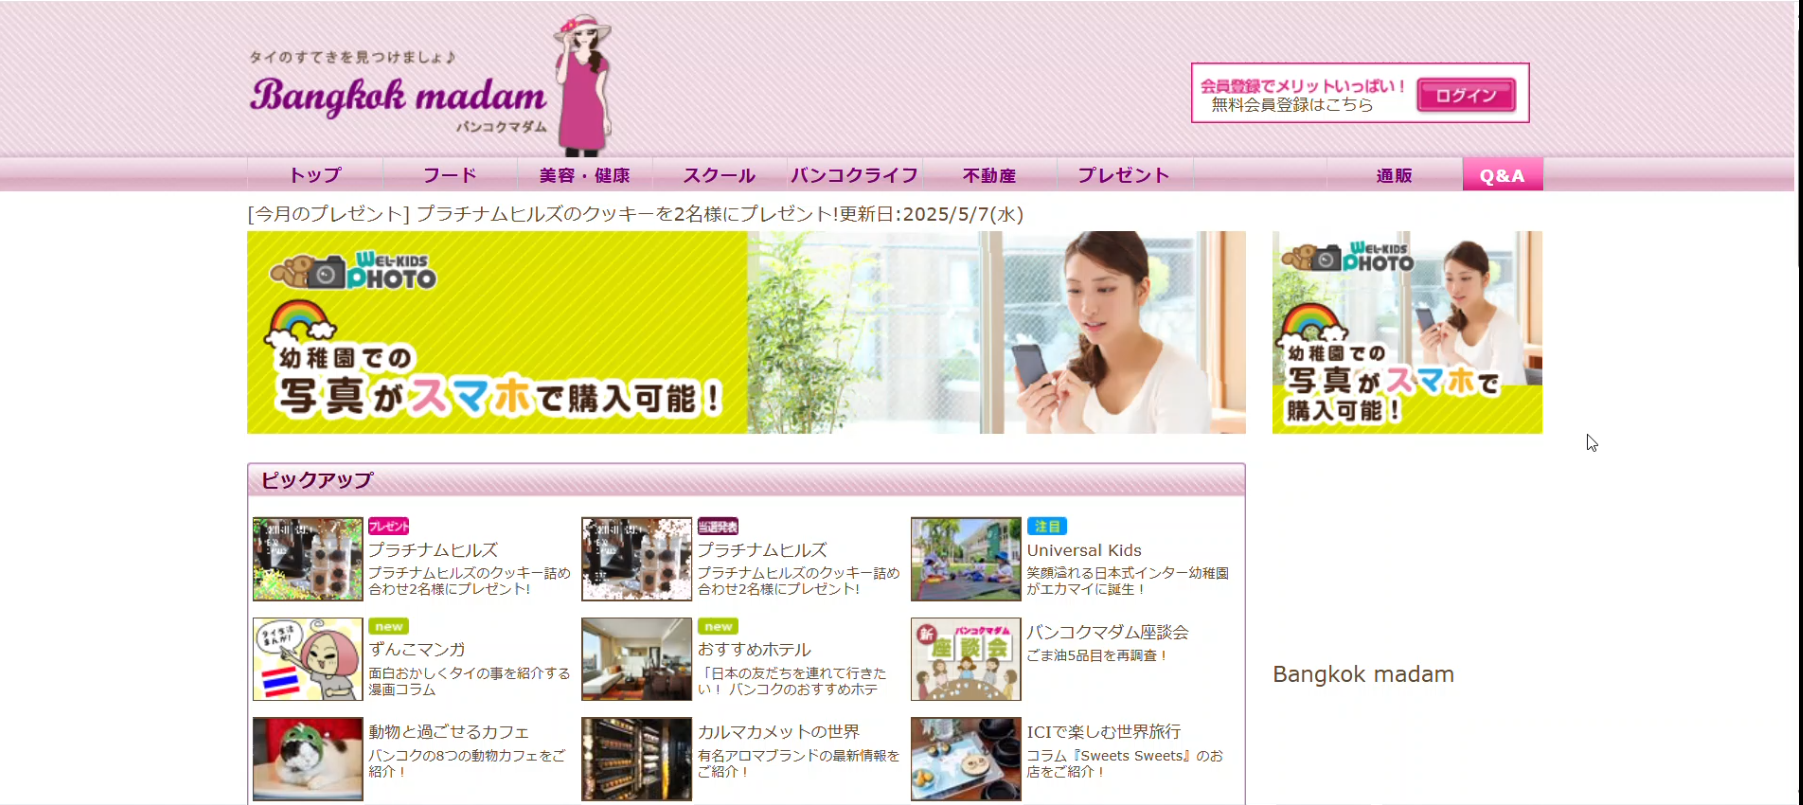 タイのすてきを見つけましょ♪
Bangkok madam
バンコクマダム
会員登録でメリットいっぱい！
無料会員登録はこちら
ログイン
トップ フード 美容・健康 スクール バンコクライフ 不動産 プレゼント 通販 Q&A
[今月のプレゼント] プラチナムヒルズのクッキーを2名様にプレゼント!更新日:2025/5/7(水)
WEL-KIDS
PHOTO
幼稚園での
写真がスマホで購入可能！
WEL-KIDS
PHOTO
幼稚園での
写真がスマホで
購入可能！
ピックアップ
プレゼント
プラチナムヒルズ
プラチナムヒルズのクッキー詰め
合わせ2名様にプレゼント!
当選発表
プラチナムヒルズ
プラチナムヒルズのクッキー詰め
合わせ2名様にプレゼント!
注目
Universal Kids
笑顔溢れる日本式インター幼稚園
がエカマイに誕生！
タイ生活
まんが!
new
ずんこマンガ
面白おかしくタイの事を紹介する
漫画コラム
new
おすすめホテル
「日本の友だちを連れて行きた
い！ バンコクのおすすめホテ
新
バンコクマダム
座談会
バンコクマダム座談会
ごま油5品目を再調査！
動物と過ごせるカフェ
バンコクの8つの動物カフェをご
紹介！
カルマカメットの世界
有名アロマブランドの最新情報を
ご紹介！
ICIで楽しむ世界旅行
コラム『Sweets Sweets』のお
店をご紹介！
Bangkok madam